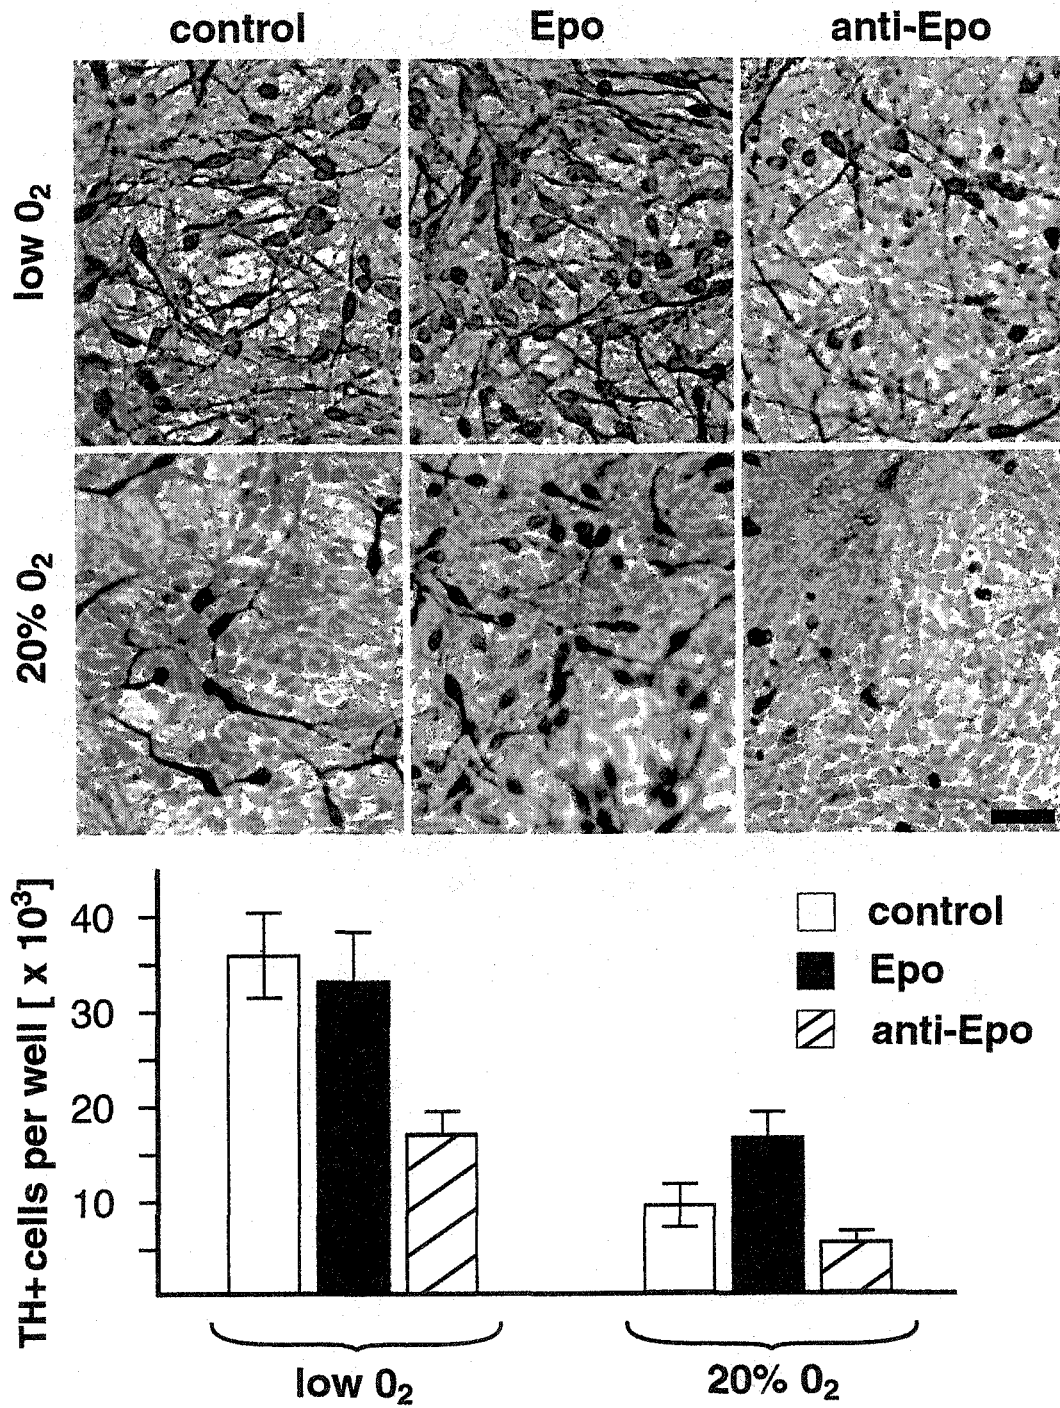 control Epo anti-Epo
low O₂
20% O₂
TH+ cells per well [ x 10³]
40
30
20
10
control
Epo
anti-Epo
low O₂ 20% O₂